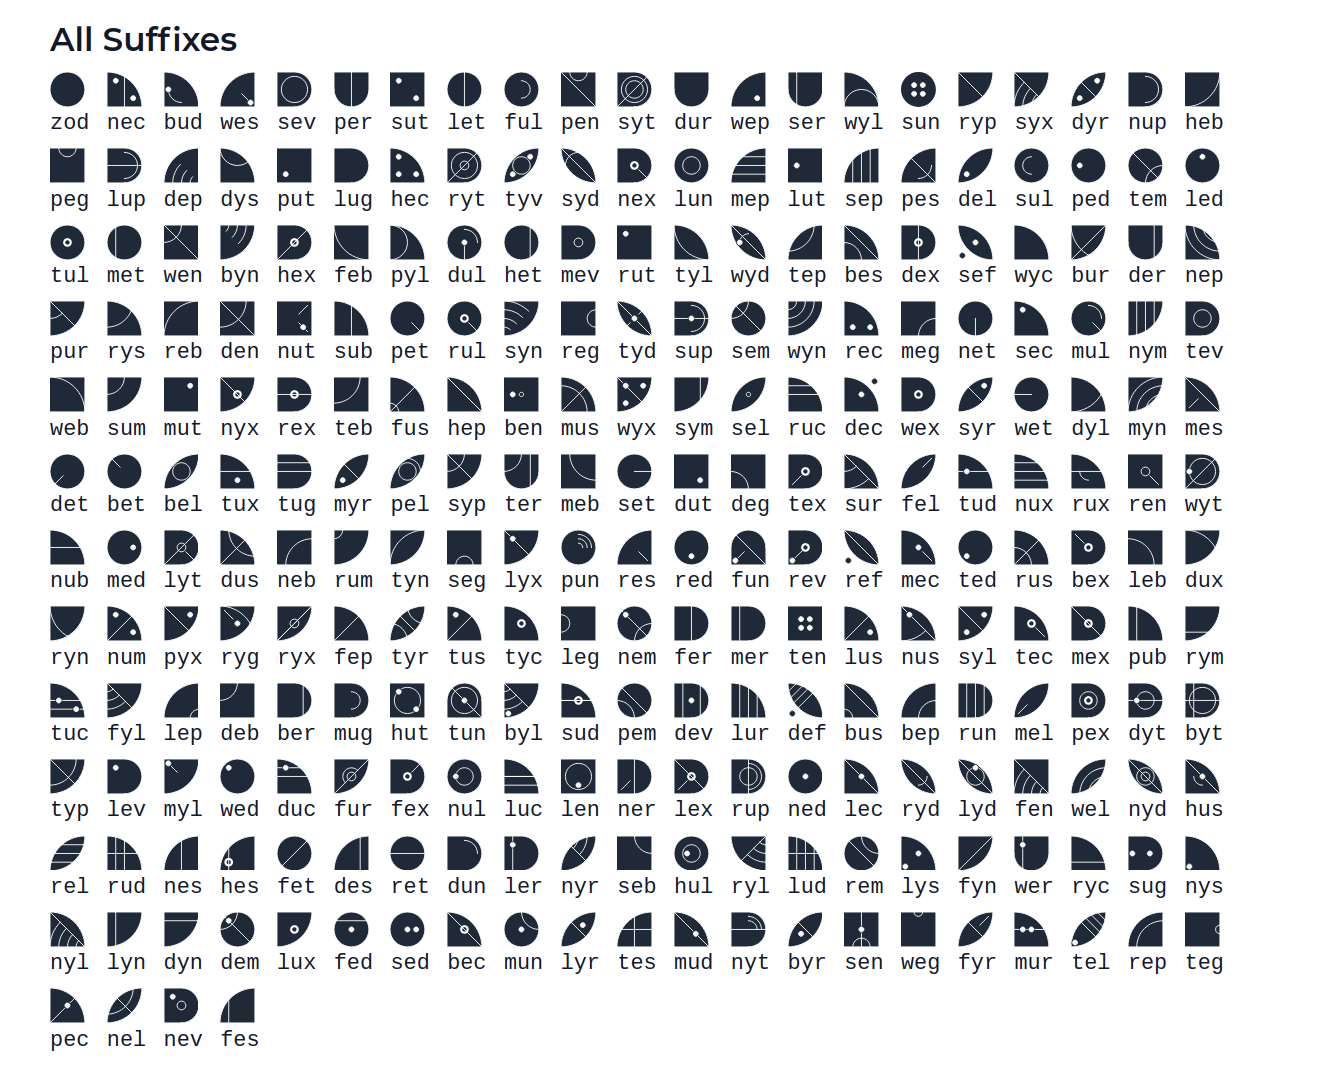 All Suffixes
zod nec bud wes sev per sut let ful pen syt dur wep ser wyl sun ryp syx dyr nup heb
peg lup dep dys put lug hec ryt tyv syd nex lun mep lut sep pes del sul ped tem led
tul met wen byn hex feb pyl dul het mev rut tyl wyd tep bes dex sef wyc bur der nep
pur rys reb den nut sub pet rul syn reg tyd sup sem wyn rec meg net sec mul nym tev
web sum mut nyx rex teb fus hep ben mus wyx sym sel ruc dec wex syr wet dyl myn mes
det bet bel tux tug myr pel syp ter meb set dut deg tex sur fel tud nux rux ren wyt
nub med lyt dus neb rum tyn seg lyx pun res red fun rev ref mec ted rus bex leb dux
ryn num pyx ryg ryx fep tyr tus tyc leg nem fer mer ten lus nus syl tec mex pub rym
tuc fyl lep deb ber mug hut tun byl sud pem dev lur def bus bep run mel pex dyt byt
typ lev myl wed duc fur fex nul luc len ner lex rup ned lec ryd lyd fen wel nyd hus
rel rud nes hes fet des ret dun ler nyr seb hul ryl lud rem lys fyn wer ryc sug nys
nyl lyn dyn dem lux fed sed bec mun lyr tes mud nyt byr sen weg fyr mur tel rep teg
pec nel nev fes